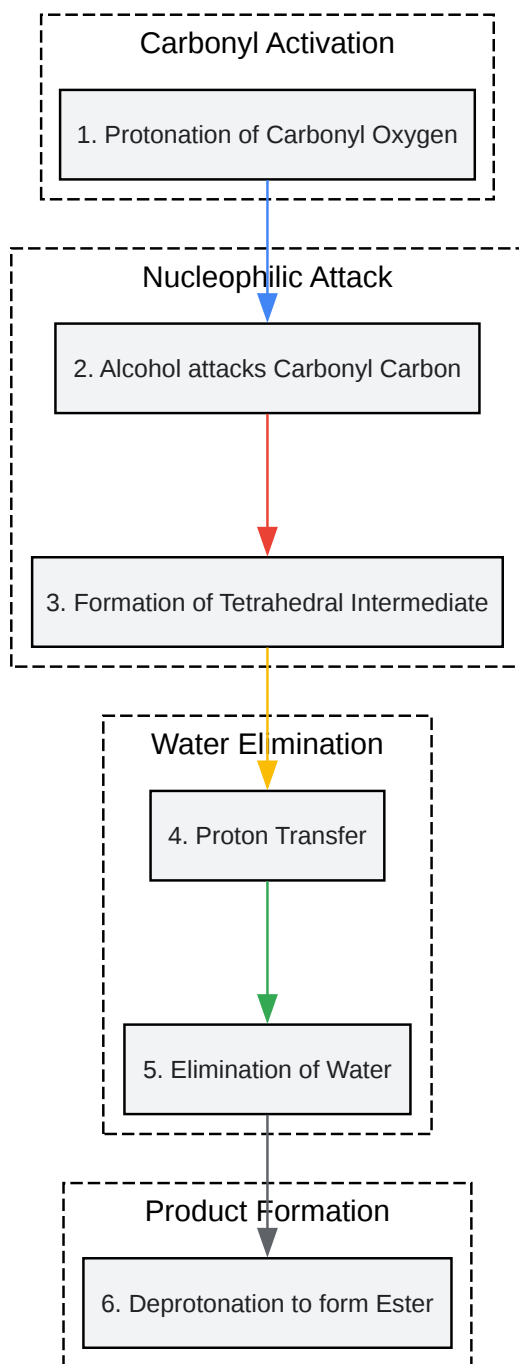 Carbonyl Activation
1. Protonation of Carbonyl Oxygen
Nucleophilic Attack
2. Alcohol attacks Carbonyl Carbon
3. Formation of Tetrahedral Intermediate
Water Elimination
4. Proton Transfer
5. Elimination of Water
Product Formation
6. Deprotonation to form Ester